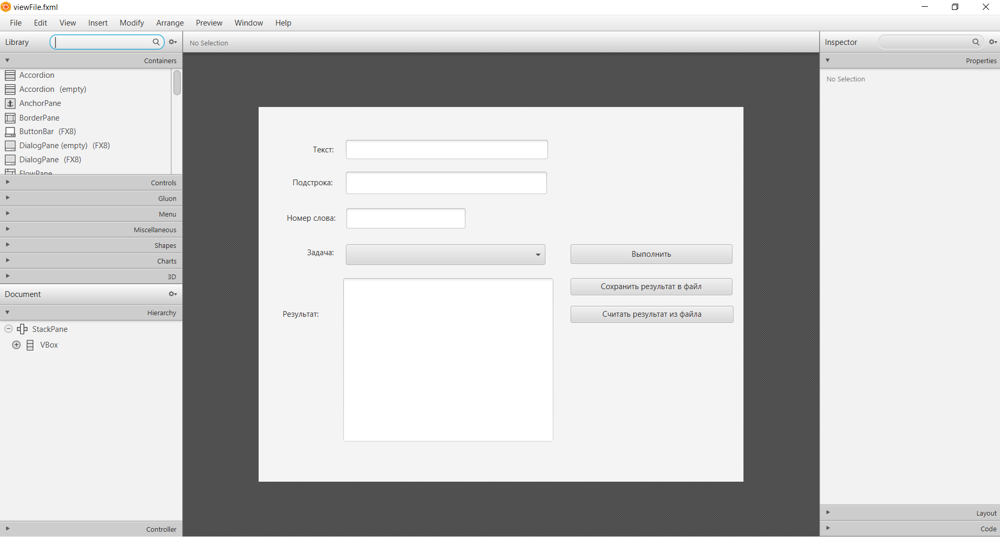 viewFile.fxml
File Edit View Insert Modify Arrange Preview Window Help
Library
Containers
Accordion
Accordion (empty)
AnchorPane
BorderPane
ButtonBar (FX8)
DialogPane (empty) (FX8)
DialogPane (FX8)
FlowPane
Controls
Gluon
Menu
Miscellaneous
Shapes
Charts
3D
Document
Hierarchy
StackPane
VBox
Controller
No Selection
Текст:
Подстрока:
Номер слова:
Задача:
Выполнить
Сохранить результат в файл
Считать результат из файла
Результат:
Inspector
Properties
No Selection
Layout
Code